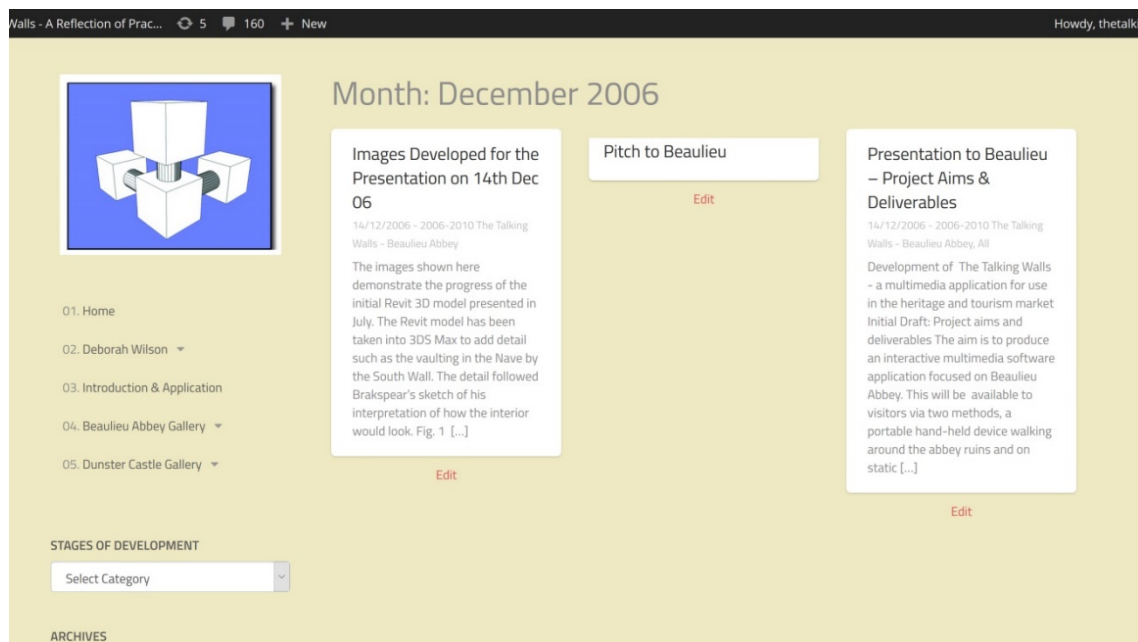 Walls - A Reflection of Prac... 5 160 + New Howdy, thetalk
Month: December 2006
Images Developed for the
Presentation on 14th Dec
06
14/12/2006 - 2006-2010 The Talking
Walls - Beaulieu Abbey
The images shown here
demonstrate the progress of the
initial Revit 3D model presented in
July. The Revit model has been
taken into 3DS Max to add detail
such as the vaulting in the Nave by
the South Wall. The detail followed
Brakspear's sketch of his
interpretation of how the interior
would look. Fig. 1 [...]
Edit
Pitch to Beaulieu
Edit
Presentation to Beaulieu
– Project Aims &
Deliverables
14/12/2006 - 2006-2010 The Talking
Walls - Beaulieu Abbey, All
Development of The Talking Walls
- a multimedia application for use
in the heritage and tourism market
Initial Draft: Project aims and
deliverables The aim is to produce
an interactive multimedia software
application focused on Beaulieu
Abbey. This will be available to
visitors via two methods, a
portable hand-held device walking
around the abbey ruins and on
static [...]
Edit
01. Home
02. Deborah Wilson
03. Introduction & Application
04. Beaulieu Abbey Gallery
05. Dunster Castle Gallery
STAGES OF DEVELOPMENT
Select Category
ARCHIVES